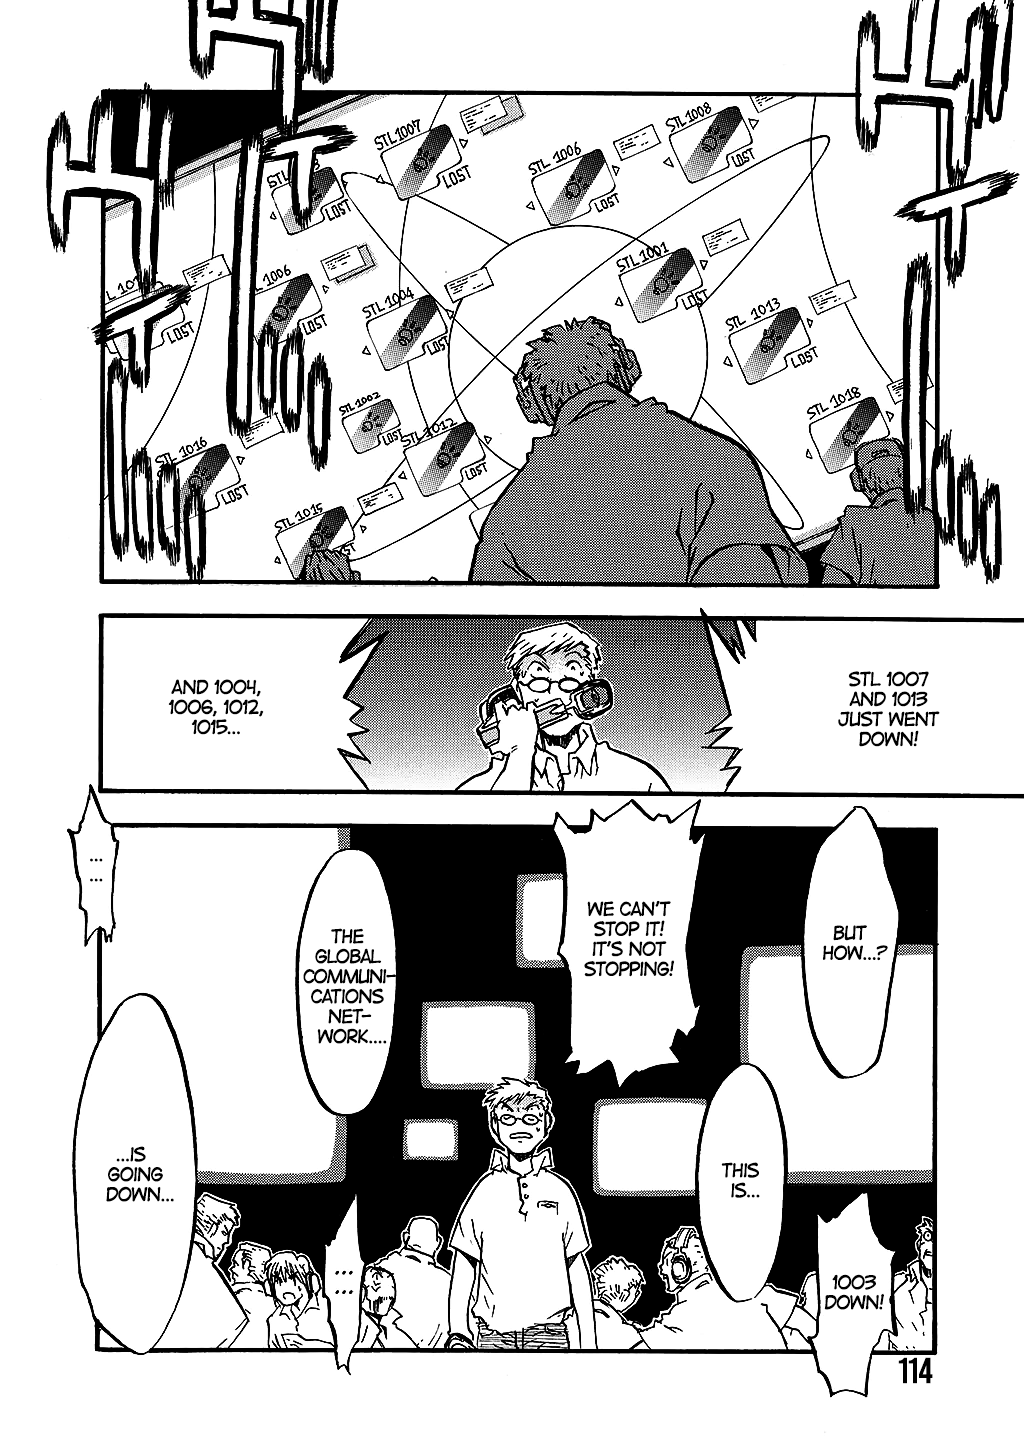 ヒ
STL 1008
STL 1006
LOST
STL 1007
LOST
LOST
STL 1001
STL 1013
LOST
STL 1018
STL 1004
STL 1006
LOST
STL 1002
STL 1012
LOST
STL 1016
LOST
STL 1015
STL 1007
AND 1013
JUST WENT
DOWN!
AND 1004,
1006, 1012,
1015...
BUT
HOW...?
WE CAN'T
STOP IT!
IT'S NOT
STOPPING!
THIS
IS...
1003
DOWN!
THE
GLOBAL
COMMUNI-
CATIONS
NET-
WORK....
...
...
...
...
...IS
GOING
DOWN...
114